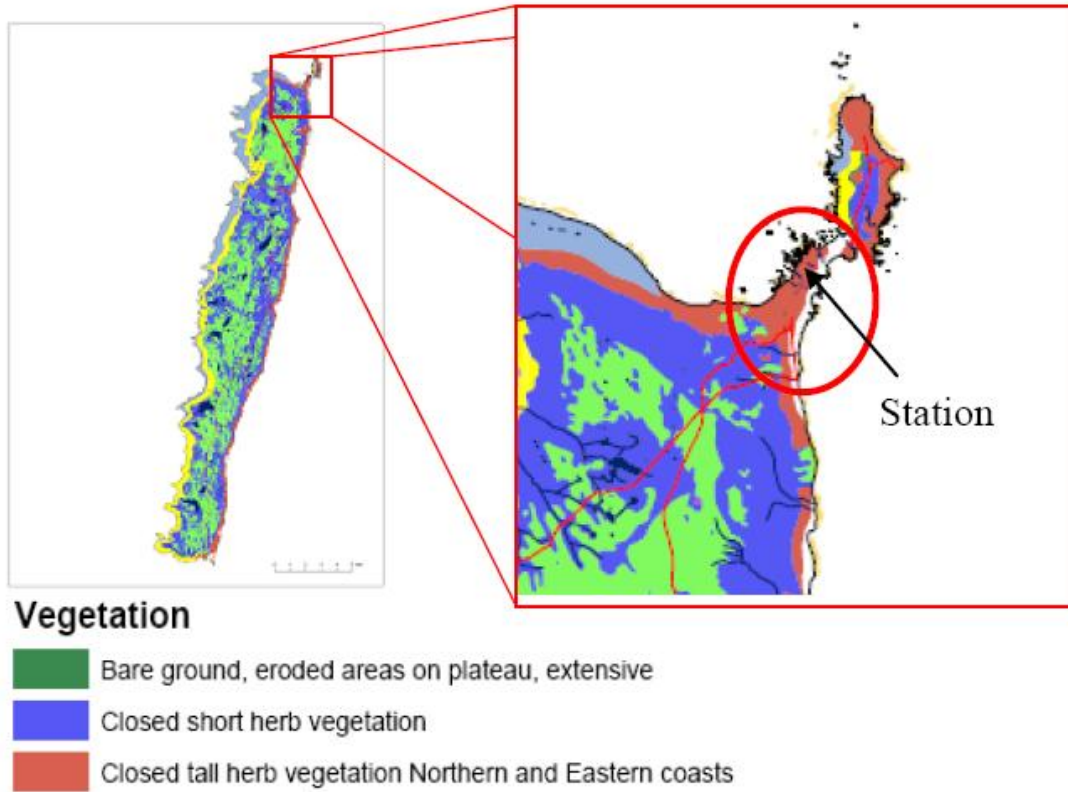 Station
Vegetation
Bare ground, eroded areas on plateau, extensive
Closed short herb vegetation
Closed tall herb vegetation Northern and Eastern coasts